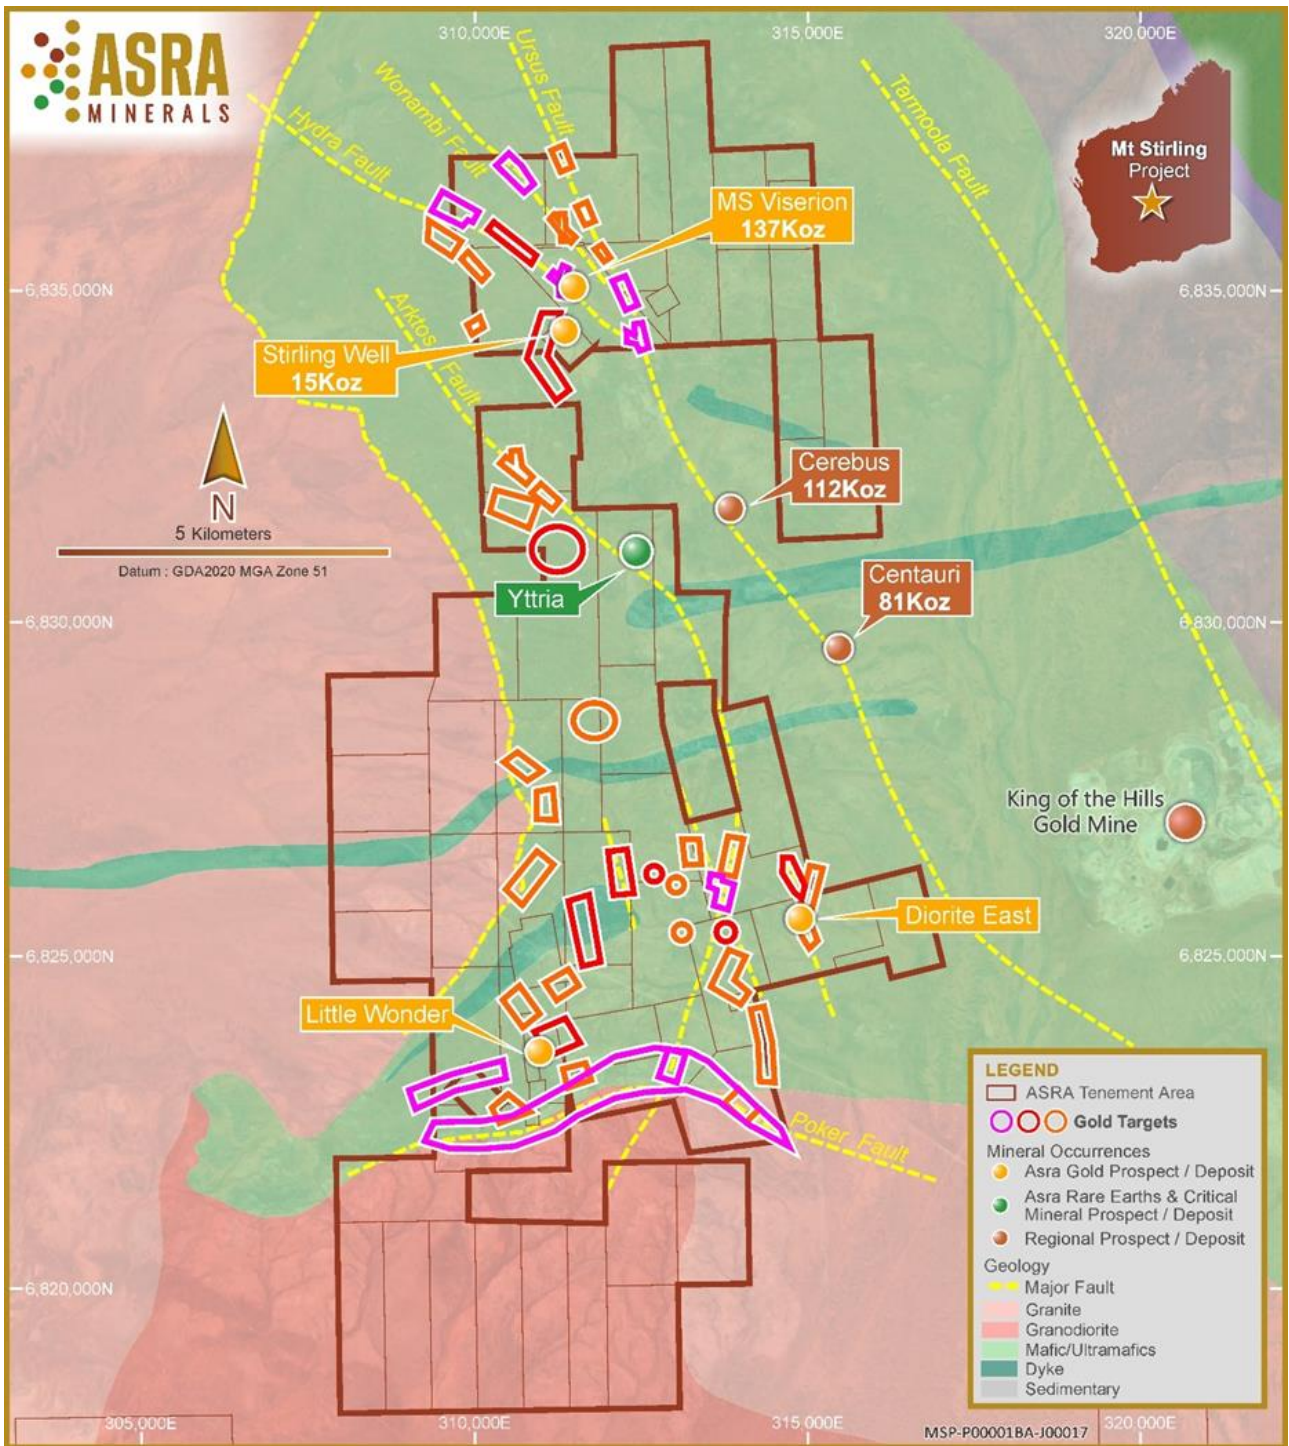 ASRA
MINERALS
310,000E
315,000E
320,000E
Ursus Fault
Wonambi Fault
Hydra Fault
Tarmoola Fault
Mt Stirling
Project
MS Viserion
137Koz
6,835,000N
6,835,000N
Arktos Fault
Stirling Well
15Koz
N
5 Kilometers
Datum : GDA2020 MGA Zone 51
Cerebus
112Koz
Centauri
81Koz
Yttria
6,830,000N
6,830,000N
King of the Hills
Gold Mine
Diorite East
6,825,000N
6,825,000N
Little Wonder
Poker Fault
6,820,000N
LEGEND
ASRA Tenement Area
Gold Targets
Mineral Occurrences
Asra Gold Prospect / Deposit
Asra Rare Earths & Critical
Mineral Prospect / Deposit
Regional Prospect / Deposit
Geology
Major Fault
Granite
Granodiorite
Mafic/Ultramafics
Dyke
Sedimentary
305,000E
310,000E
315,000E
320,000E
MSP-P00001BA-J00017